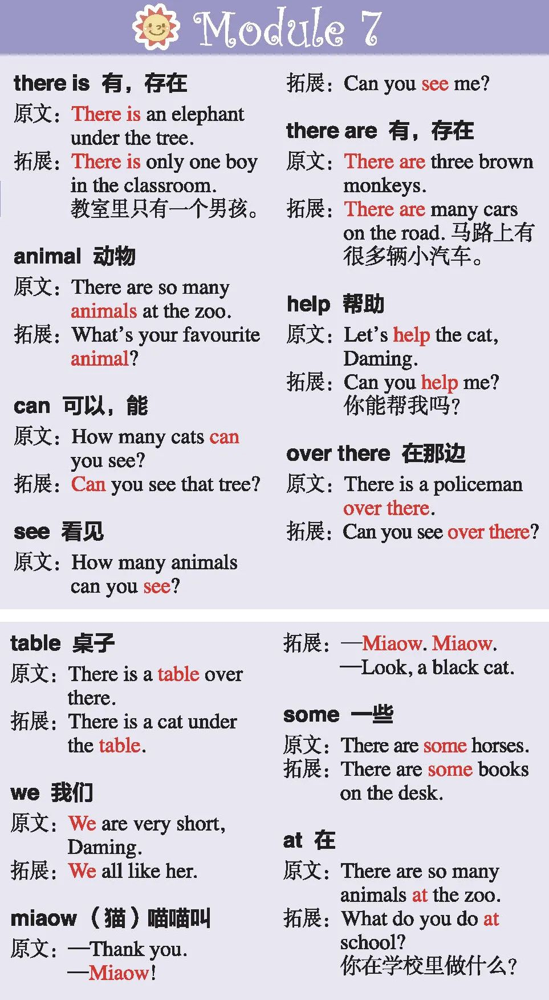 Module 7
there is 有，存在
原文：There is an elephant
under the tree.
拓展：There is only one boy
in the classroom.
教室里只有一个男孩。
animal 动物
原文：There are so many
animals at the zoo.
拓展：What's your favourite
animal?
can 可以，能
原文：How many cats can
you see?
拓展：Can you see that tree?
see 看见
原文：How many animals
can you see?
拓展：Can you see me?
there are 有，存在
原文：There are three brown
monkeys.
拓展：There are many cars
on the road. 马路上有
很多辆小汽车。
help 帮助
原文：Let's help the cat,
Daming.
拓展：Can you help me?
你能帮我吗?
over there 在那边
原文：There is a policeman
over there.
拓展：Can you see over there?
table 桌子
原文：There is a table over
there.
拓展：There is a cat under
the table.
we 我们
原文：We are very short,
Daming.
拓展：We all like her.
miaow（猫）喵喵叫
原文：—Thank you.
—Miaow!
拓展：—Miaow. Miaow.
—Look, a black cat.
some 一些
原文：There are some horses.
拓展：There are some books
on the desk.
at 在
原文：There are so many
animals at the zoo.
拓展：What do you do at
school?
你在学校里做什么?